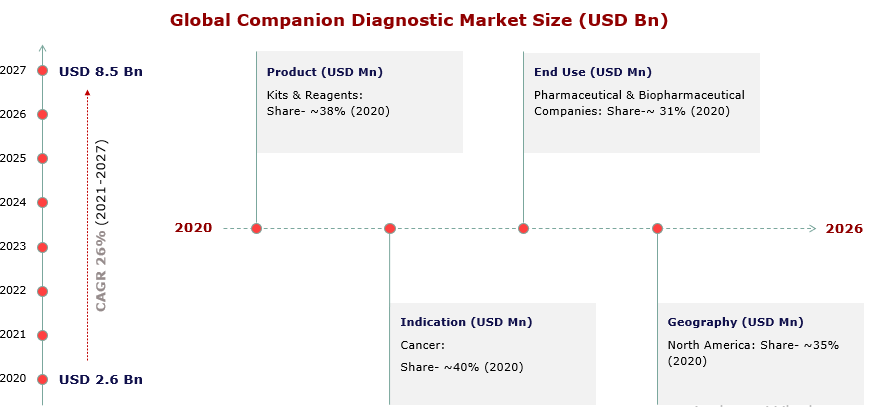 Global Companion Diagnostic Market Size (USD Bn)
2027
USD 8.5 Bn
2026
2025
2024
2023
2022
2021
2020
USD 2.6 Bn
CAGR 26% (2021-2027)
Product (USD Mn)
Kits & Reagents:
Share- ~38% (2020)
End Use (USD Mn)
Pharmaceutical & Biopharmaceutical
Companies: Share-~ 31% (2020)
2020
2026
Indication (USD Mn)
Cancer:
Share- ~40% (2020)
Geography (USD Mn)
North America: Share- ~35%
(2020)